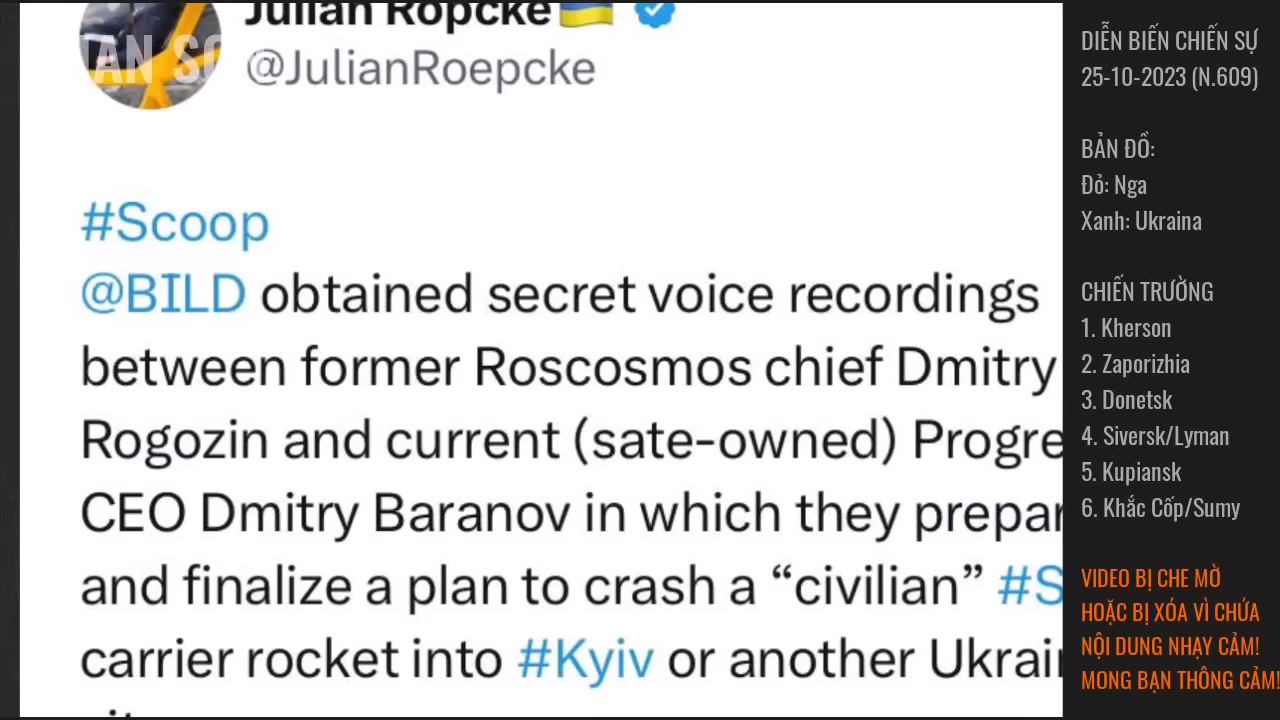 Julian Röpcke
@JulianRoepcke
#Scoop
@BILD obtained secret voice recordings
between former Roscosmos chief Dmitry
Rogozin and current (sate-owned) Progre
CEO Dmitry Baranov in which they prepar
and finalize a plan to crash a “civilian” #S
carrier rocket into #Kyiv or another Ukrain
DIỄN BIẾN CHIẾN SỰ
25-10-2023 (N.609)
BẢN ĐỒ:
Đỏ: Nga
Xanh: Ukraina
CHIẾN TRƯỜNG
1. Kherson
2. Zaporizhia
3. Donetsk
4. Siversk/Lyman
5. Kupiansk
6. Khắc Cốp/Sumy
VIDEO BỊ CHE MỜ
HOẶC BỊ XÓA VÌ CHỨA
NỘI DUNG NHẠY CẢM!
MONG BẠN THÔNG CẢM!